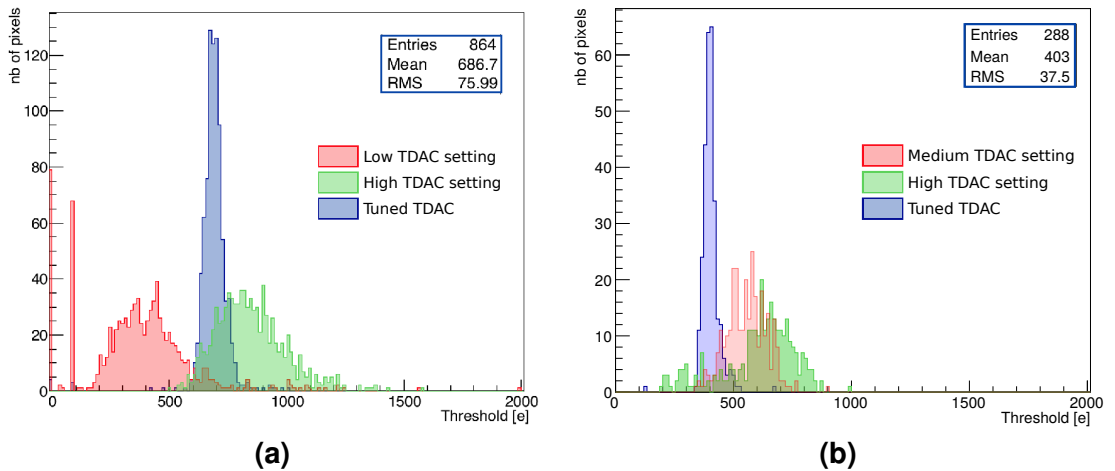 nb of pixels
120
100
80
60
40
20
0
500
1000
1500
2000
Threshold [e]
Entries 864
Mean 686.7
RMS 75.99
Low TDAC setting
High TDAC setting
Tuned TDAC
(a)
nb of pixels
60
50
40
30
20
10
0
0
500
1000
1500
2000
Threshold [e]
Entries 288
Mean 403
RMS 37.5
Medium TDAC setting
High TDAC setting
Tuned TDAC
(b)